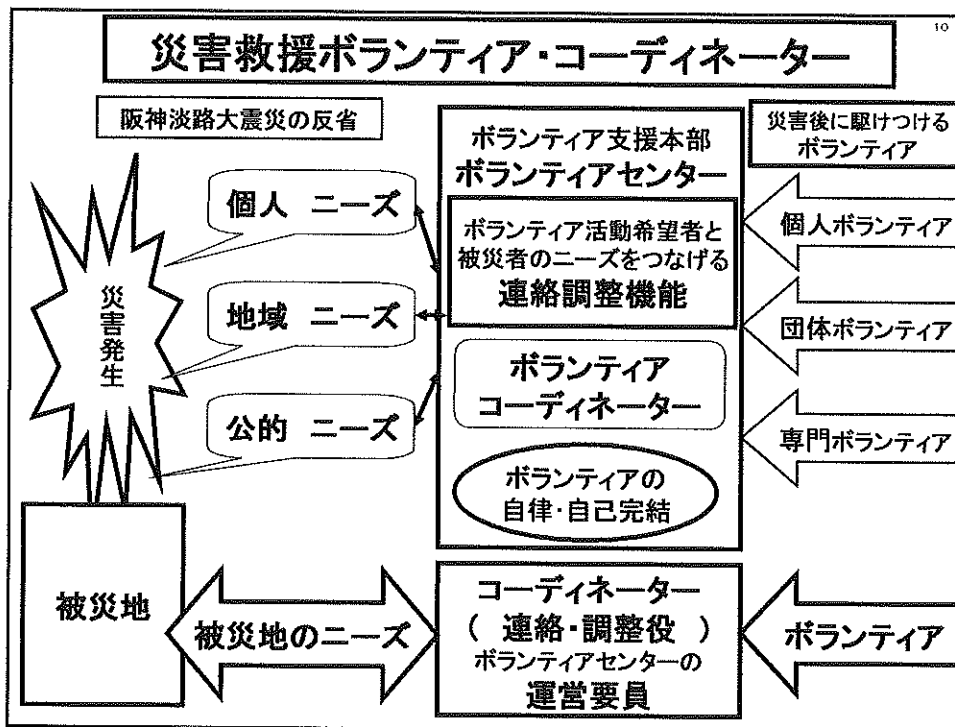 10
災害救援ボランティア・コーディネーター
阪神淡路大震災の反省
災害発生
個人 ニーズ
地域 ニーズ
公的 ニーズ
ボランティア支援本部
ボランティアセンター
ボランティア活動希望者と
被災者のニーズをつなげる
連絡調整機能
ボランティア
コーディネーター
ボランティアの
自律・自己完結
災害後に駆けつける
ボランティア
個人ボランティア
団体ボランティア
専門ボランティア
被災地
被災地のニーズ
コーディネーター
( 連絡・調整役 )
ボランティアセンターの
運営要員
ボランティア